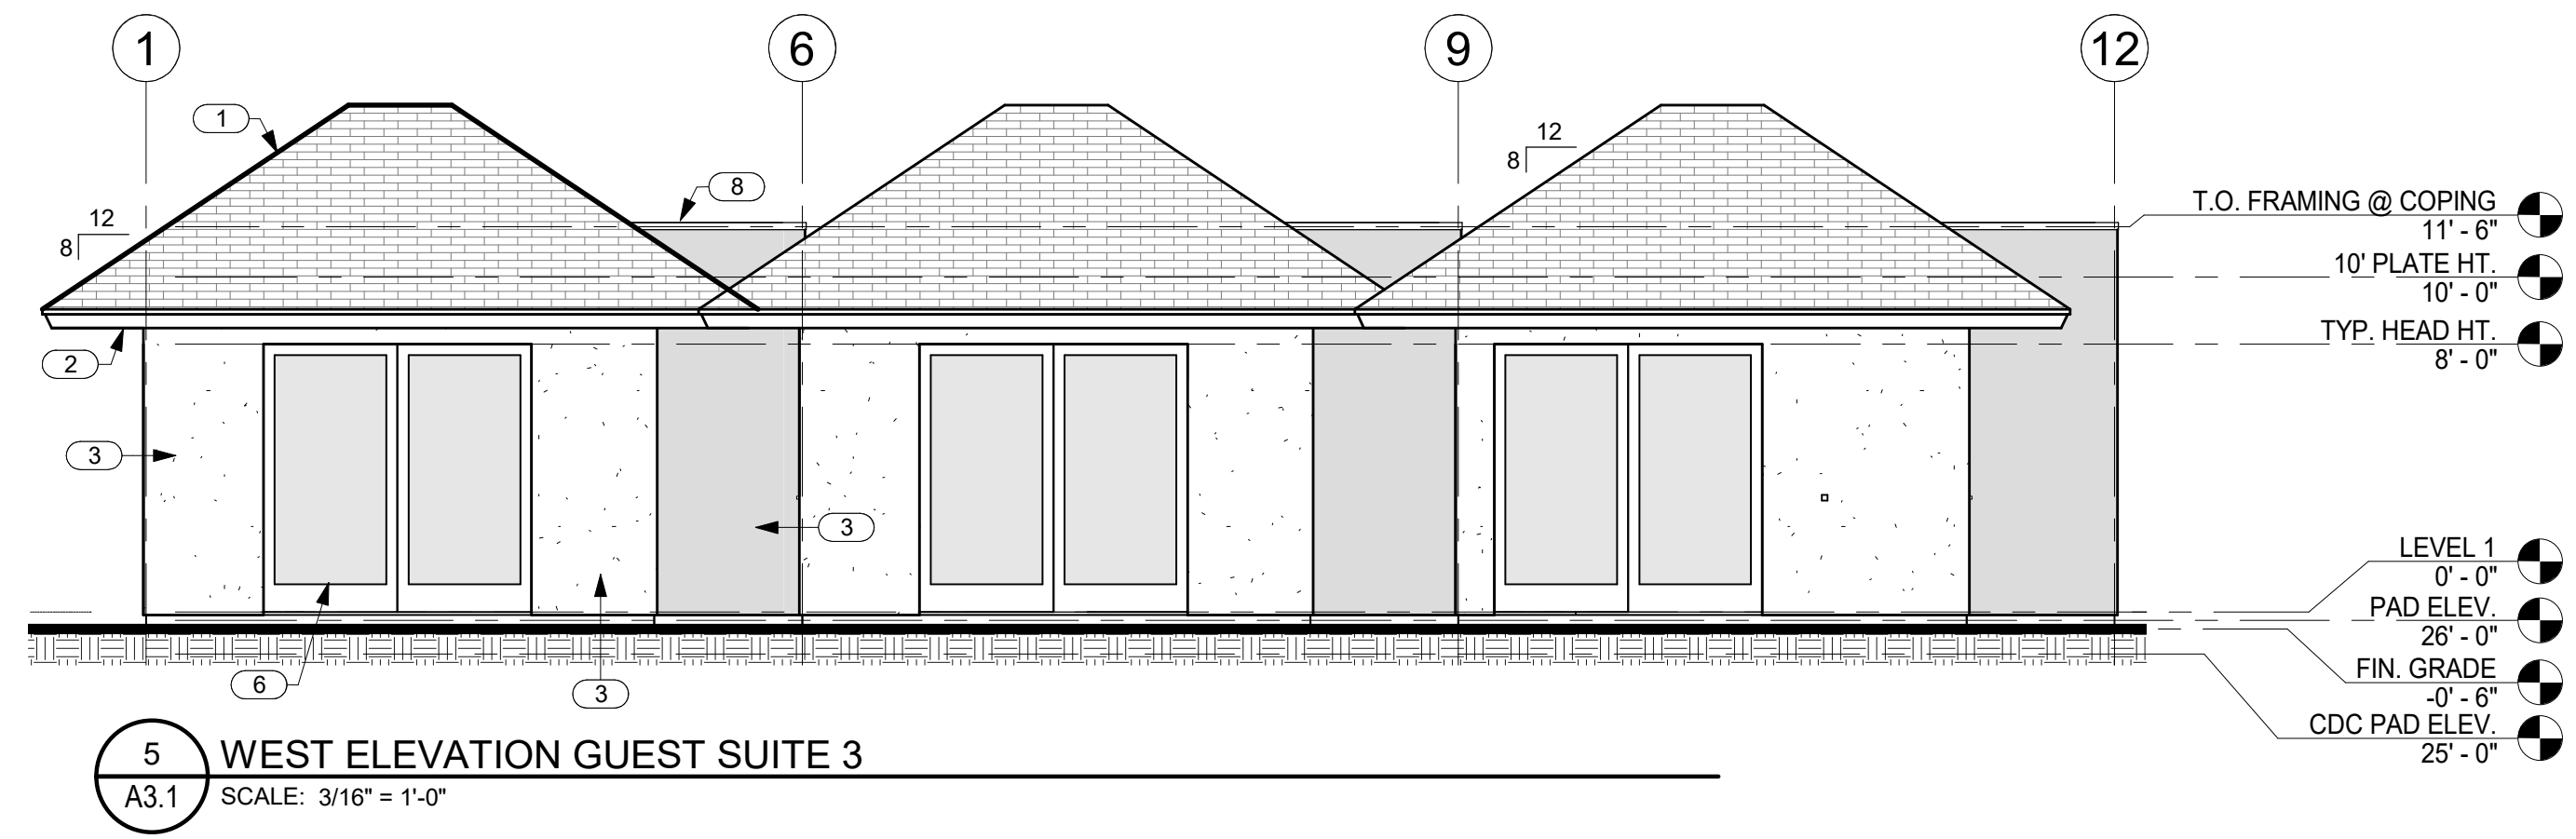 1
6
9
12
1
12
8
8
12
8
2
3
3
6
3
T.O. FRAMING @ COPING
11' - 6"
10' PLATE HT.
10' - 0"
TYP. HEAD HT.
8' - 0"
LEVEL 1
0' - 0"
PAD ELEV.
26' - 0"
FIN. GRADE
-0' - 6"
CDC PAD ELEV.
25' - 0"
5
A3.1
WEST ELEVATION GUEST SUITE 3
SCALE: 3/16" = 1'-0"